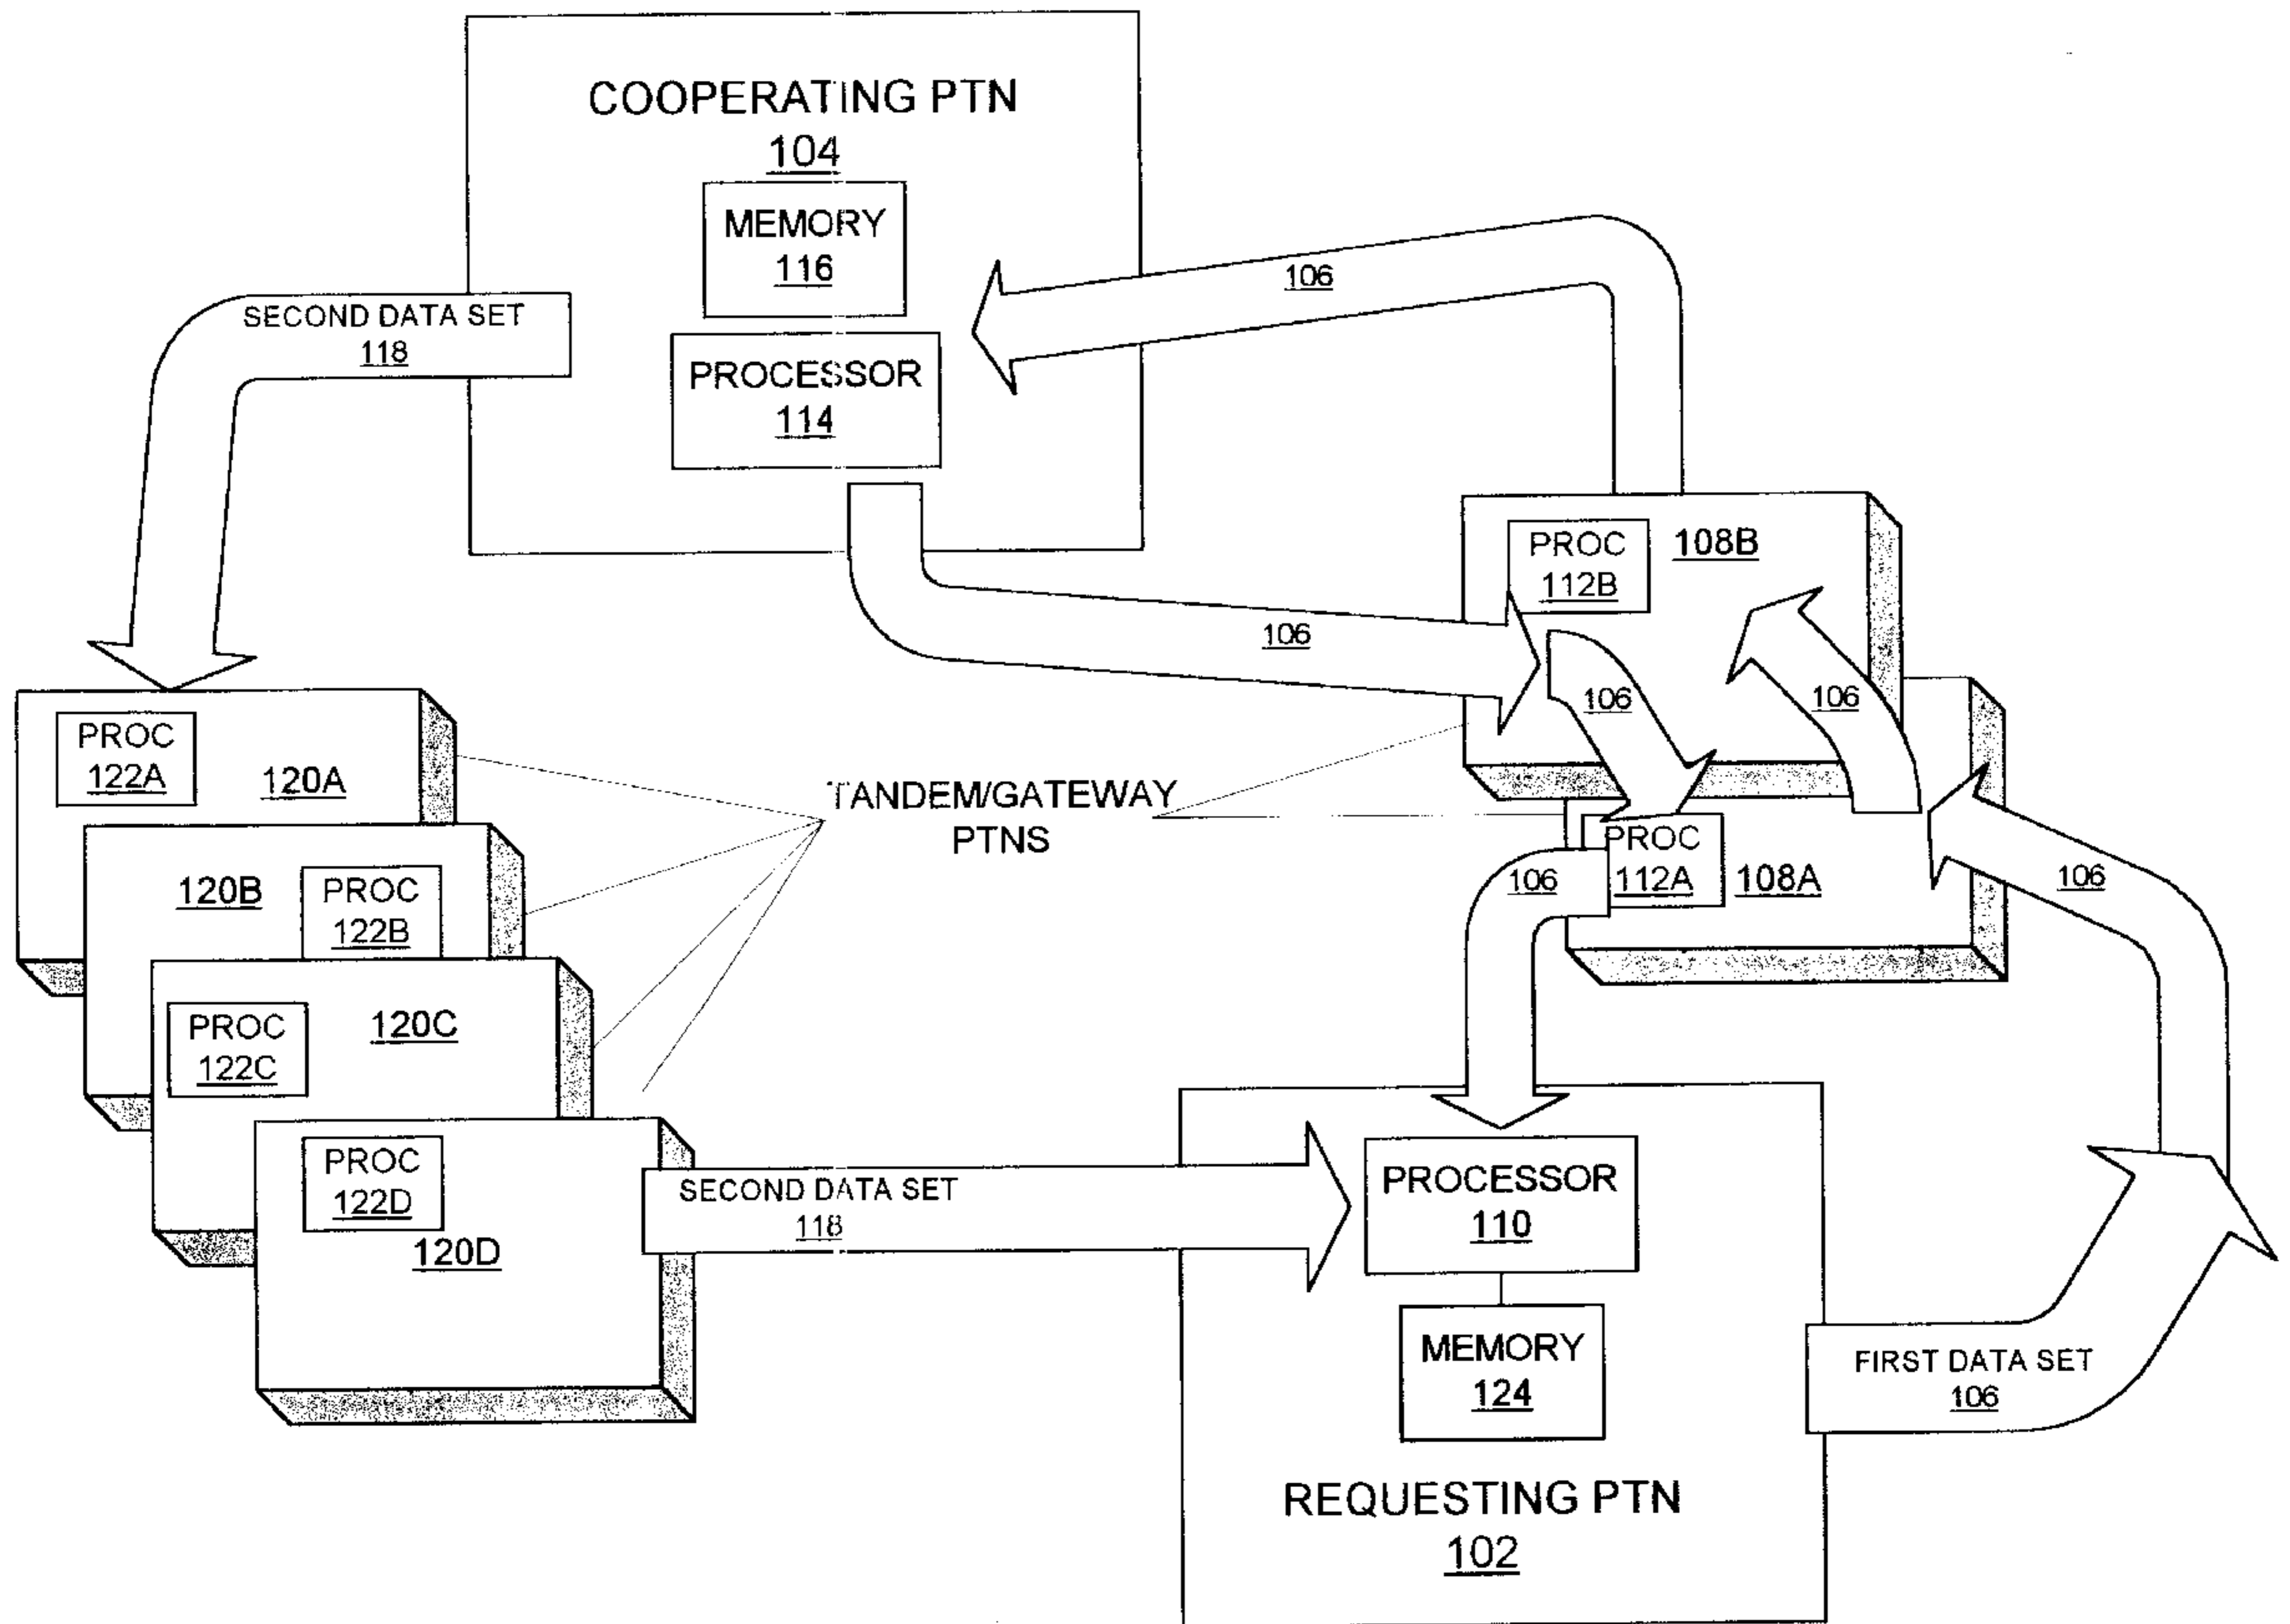 COOPERATING PTN
104
MEMORY
116
PROCESSOR
114
SECOND DATA SET
118
106
106
PROC
112B
108B
106
106
PROC
122A
120A
TANDEM/GATEWAY
PTNS
PROC
112A
108A
106
106
120B
PROC
122B
PROC
122C
120C
PROC
122D
120D
SECOND DATA SET
118
PROCESSOR
110
MEMORY
124
FIRST DATA SET
106
REQUESTING PTN
102